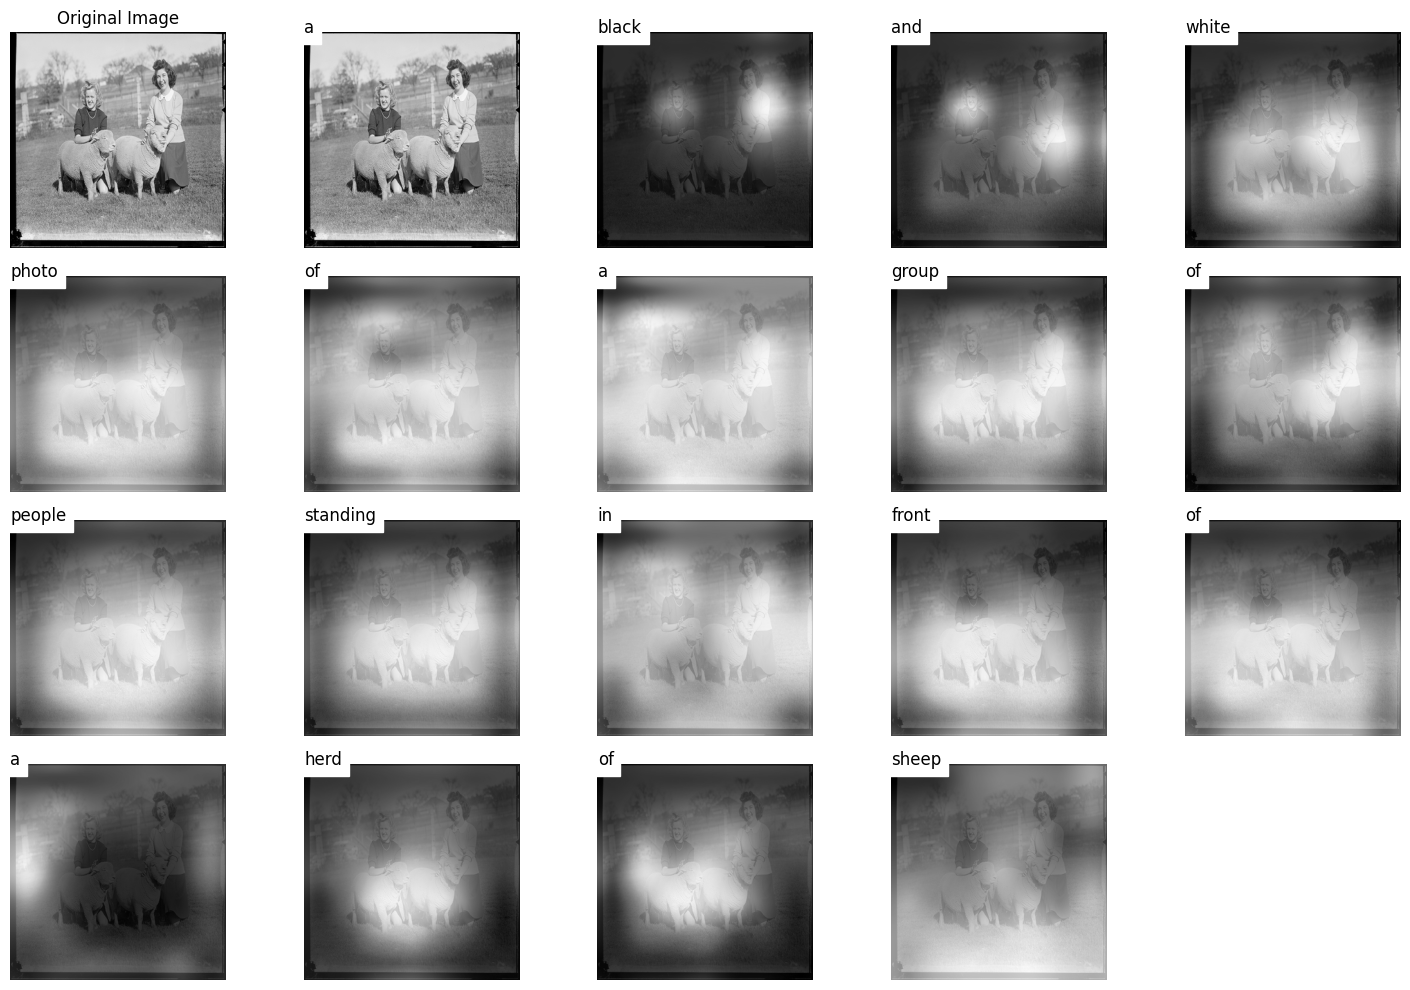 Original Image
a
black
and
white
photo
of
a
group
of
people
standing
in
front
of
a
herd
of
sheep